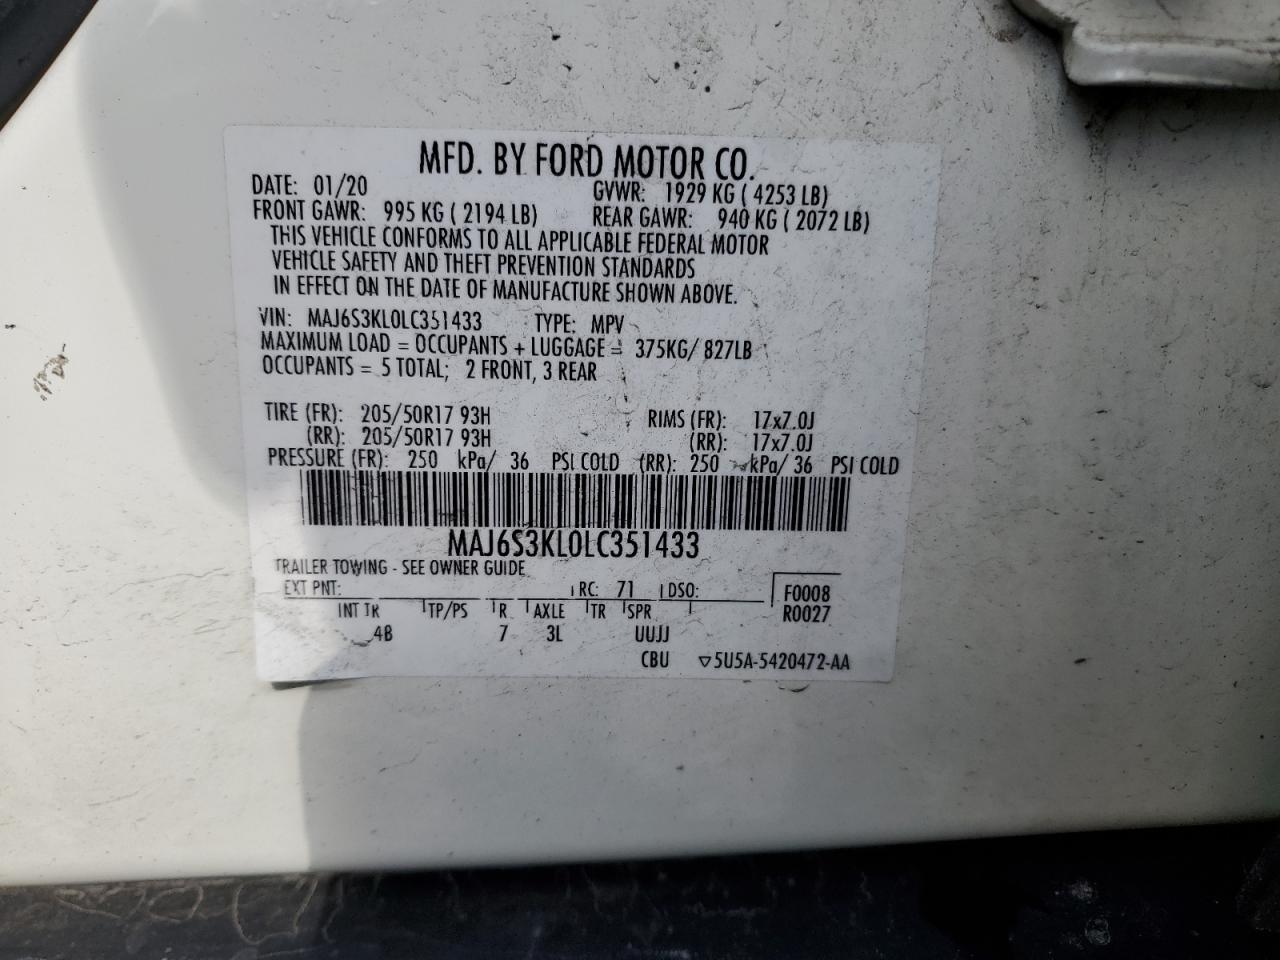 MFD. BY FORD MOTOR CO.
DATE: 01/20 GVWR: 1929 KG ( 4253 LB)
FRONT GAWR: 995 KG ( 2194 LB) REAR GAWR: 940 KG ( 2072 LB)
THIS VEHICLE CONFORMS TO ALL APPLICABLE FEDERAL MOTOR
VEHICLE SAFETY AND THEFT PREVENTION STANDARDS
IN EFFECT ON THE DATE OF MANUFACTURE SHOWN ABOVE.
VIN: MAJ6S3KL0LC351433 TYPE: MPV
MAXIMUM LOAD = OCCUPANTS + LUGGAGE = 375KG/ 827LB
OCCUPANTS = 5 TOTAL; 2 FRONT, 3 REAR
TIRE (FR): 205/50R17 93H RIMS (FR): 17x7.0J
(RR): 205/50R17 93H (RR): 17x7.0J
PRESSURE (FR): 250 kPa/ 36 PSI COLD (RR): 250 kPa/ 36 PSI COLD
MAJ6S3KL0LC351433
TRAILER TOWING - SEE OWNER GUIDE
EXT PNT: RC: 71 DSO: F0008
INT TR TP/PS R AXLE TR SPR R0027
4B 7 3L UUJJ
CBU ▽5U5A-5420472-AA